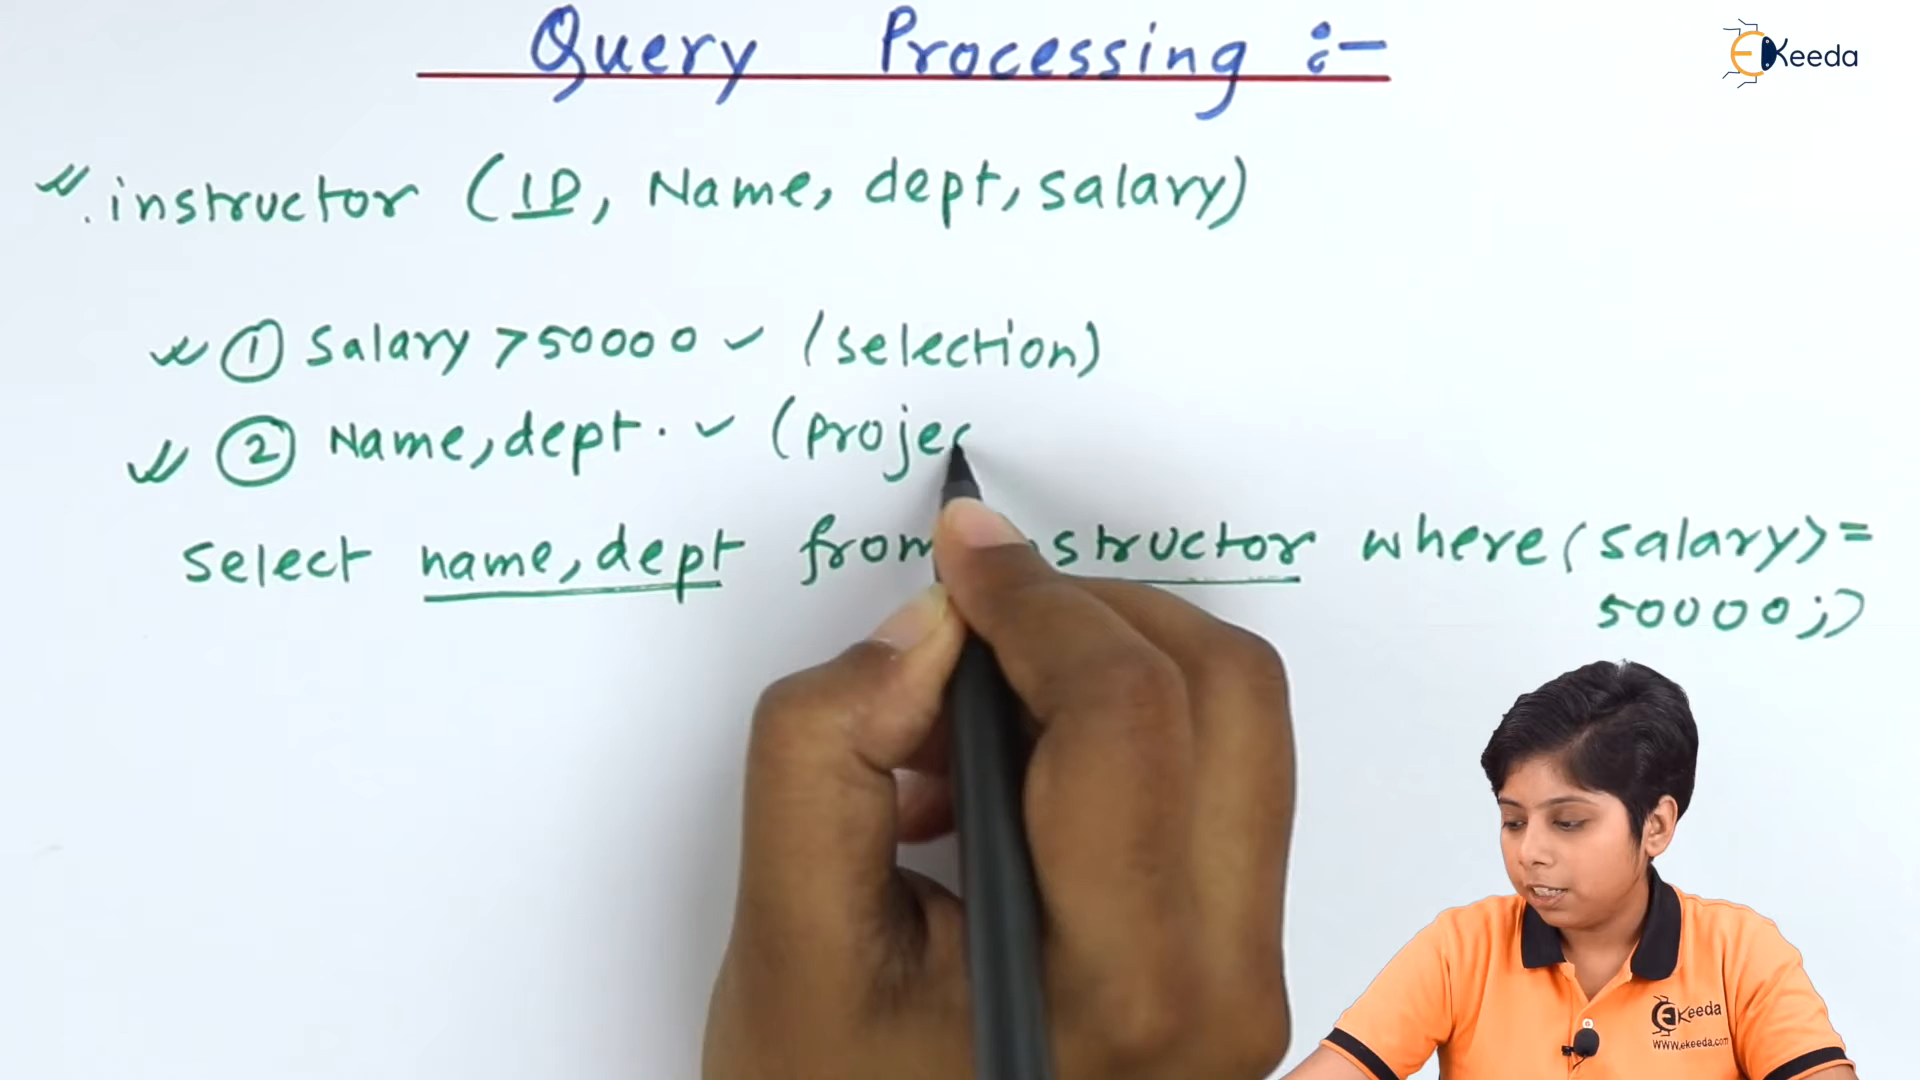 Query Processing :-
EKeeda
instructor (ID, Name, dept, salary)
① Salary > 50000 ✓ (selection)
② Name, dept. ✓ (projec
select name, dept from structor where (salary >=
50000;)
EKeeda
www.ekeeda.com